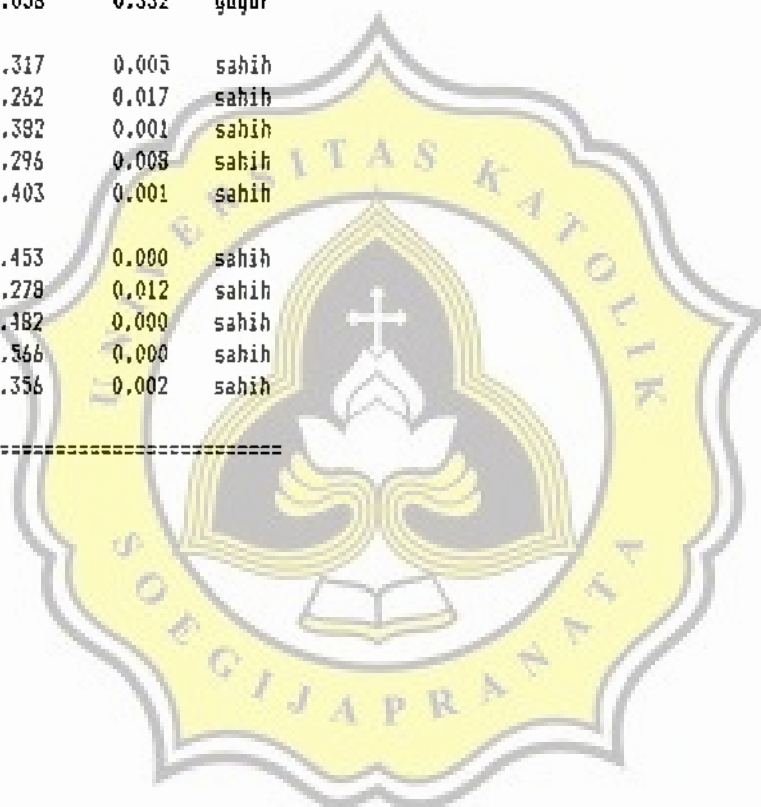 .058 0.332 gugur
.317 0.005 sahih
.262 0.017 sahih
.392 0.001 sahih
.296 0.008 sahih
.403 0.001 sahih
.453 0.000 sahih
.278 0.012 sahih
.482 0.000 sahih
.566 0.000 sahih
.356 0.002 sahih
==========================
UNIVERSITAS KATOLIK
SOEGIJAPRANATA